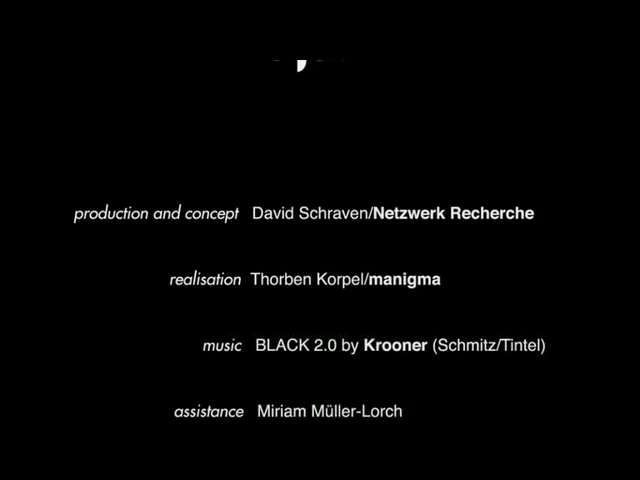 production and concept David Schraven/Netzwerk Recherche
realisation Thorben Korpel/manigma
music BLACK 2.0 by Krooner (Schmitz/Tintel)
assistance Miriam Müller-Lorch